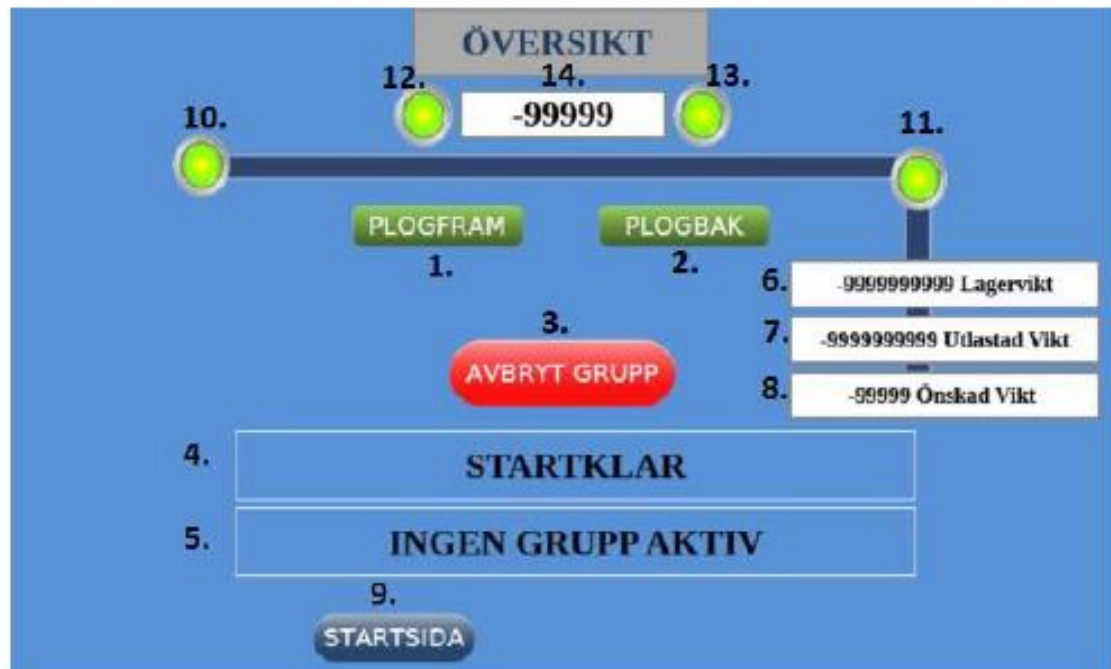 ÖVERSIKT
12. 14. 13.
10. -99999 11.
PLOGFRAM PLOGBAK
1. 2.
6. -9999999999 Lagervikt
3. 7. -9999999999 Utlastad Vikt
AVBRYT GRUPP 8. -99999 Önskad Vikt
4. STARTKLAR
5. INGEN GRUPP AKTIV
9.
STARTSIDA